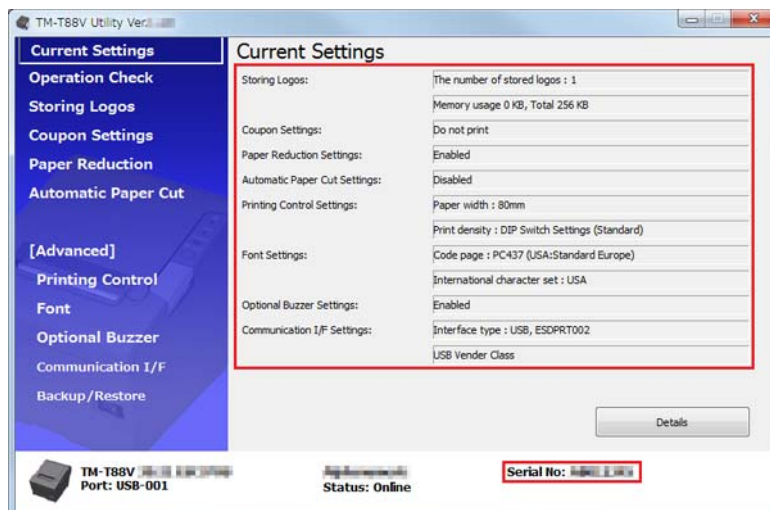 TM-T88V Utility Ver.
Current Settings
Operation Check
Storing Logos
Coupon Settings
Paper Reduction
Automatic Paper Cut
[Advanced]
Printing Control
Font
Optional Buzzer
Communication I/F
Backup/Restore
Current Settings
Storing Logos: The number of stored logos : 1
Memory usage 0 KB, Total 256 KB
Coupon Settings: Do not print
Paper Reduction Settings: Enabled
Automatic Paper Cut Settings: Disabled
Printing Control Settings: Paper width : 80mm
Print density : DIP Switch Settings (Standard)
Font Settings: Code page : PC437 (USA:Standard Europe)
International character set : USA
Optional Buzzer Settings: Enabled
Communication I/F Settings: Interface type : USB, ESDPRT002
USB Vender Class
Details
TM-T88V
Port: USB-001
Status: Online
Serial No: